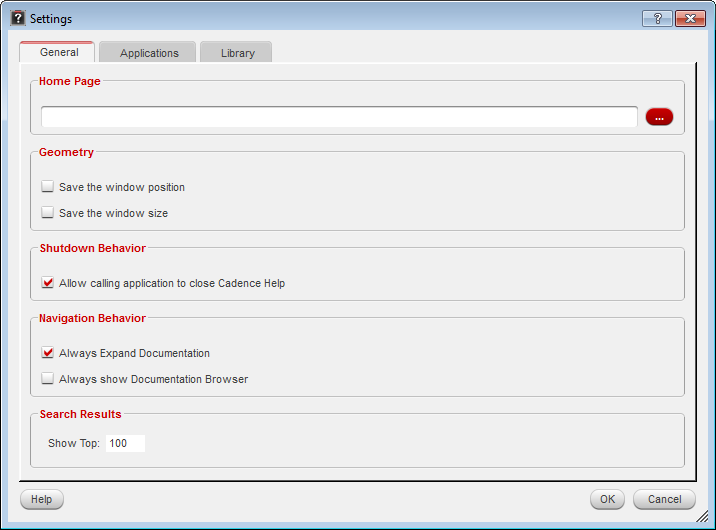 Settings
General Applications Library
Home Page
...
Geometry
Save the window position
Save the window size
Shutdown Behavior
Allow calling application to close Cadence Help
Navigation Behavior
Always Expand Documentation
Always show Documentation Browser
Search Results
Show Top: 100
Help OK Cancel